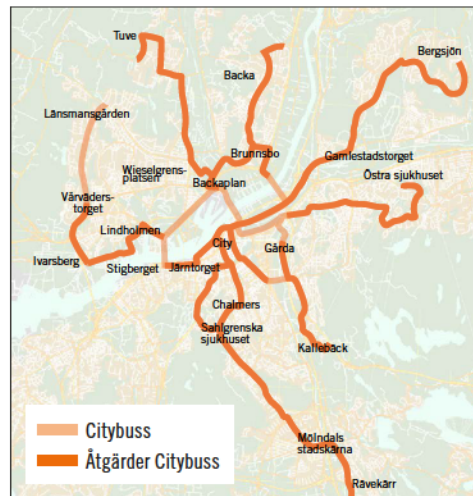 Tuve
Bergsjön
Backa
Länsmansgården
Brunnsbo
Gamlestadstorget
Wieselgrens-
platsen
Backaplan
Östra sjukhuset
Vårväders-
torget
Lindholmen
City
Gårda
Ivarsberg
Stigberget
Järntorget
Chalmers
Sahlgrenska
sjukhuset
Kallebäck
Citybuss
Åtgärder Citybuss
Mölndals
stadskärna
Rävekärr